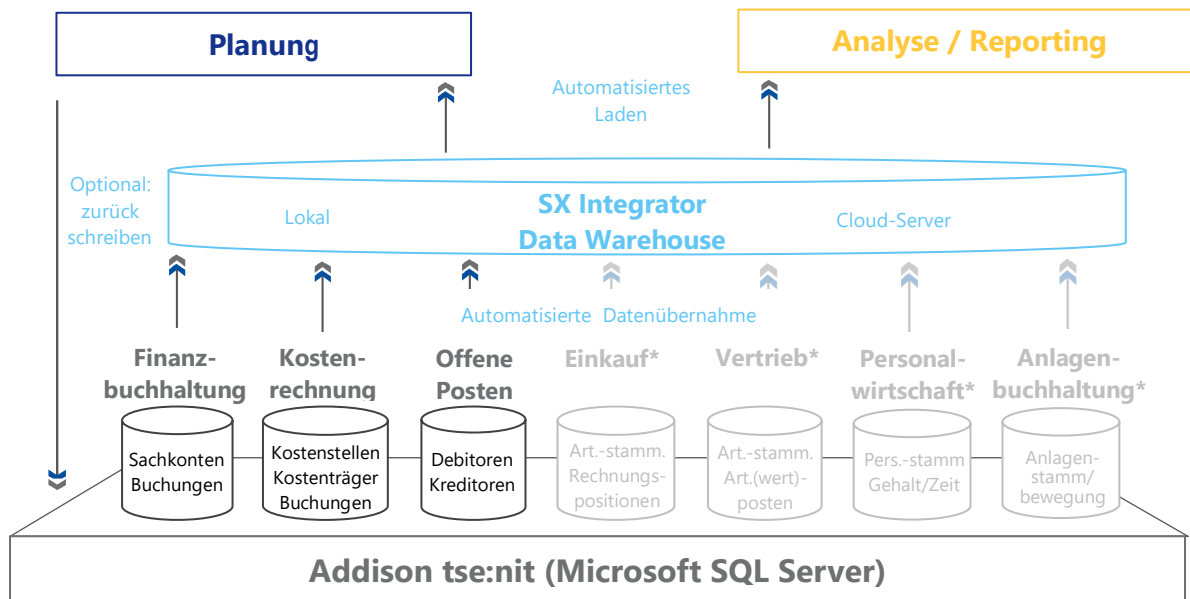 Planung
Analyse / Reporting
Automatisiertes
Laden
Optional:
zurück
schreiben
Lokal
SX Integrator
Data Warehouse
Cloud-Server
Automatisierte Datenübernahme
Finanz-
buchhaltung
Kosten-
rechnung
Offene
Posten
Einkauf*
Vertrieb*
Personal-
wirtschaft*
Anlagen-
buchhaltung*
Sachkonten
Buchungen
Kostenstellen
Kostenträger
Buchungen
Debitoren
Kreditoren
Art.-stamm.
Rechnungs-
positionen
Art.-stamm.
Art.(wert)-
posten
Pers.-stamm
Gehalt/Zeit
Anlagen-
stamm/
bewegung
Addison tse:nit (Microsoft SQL Server)